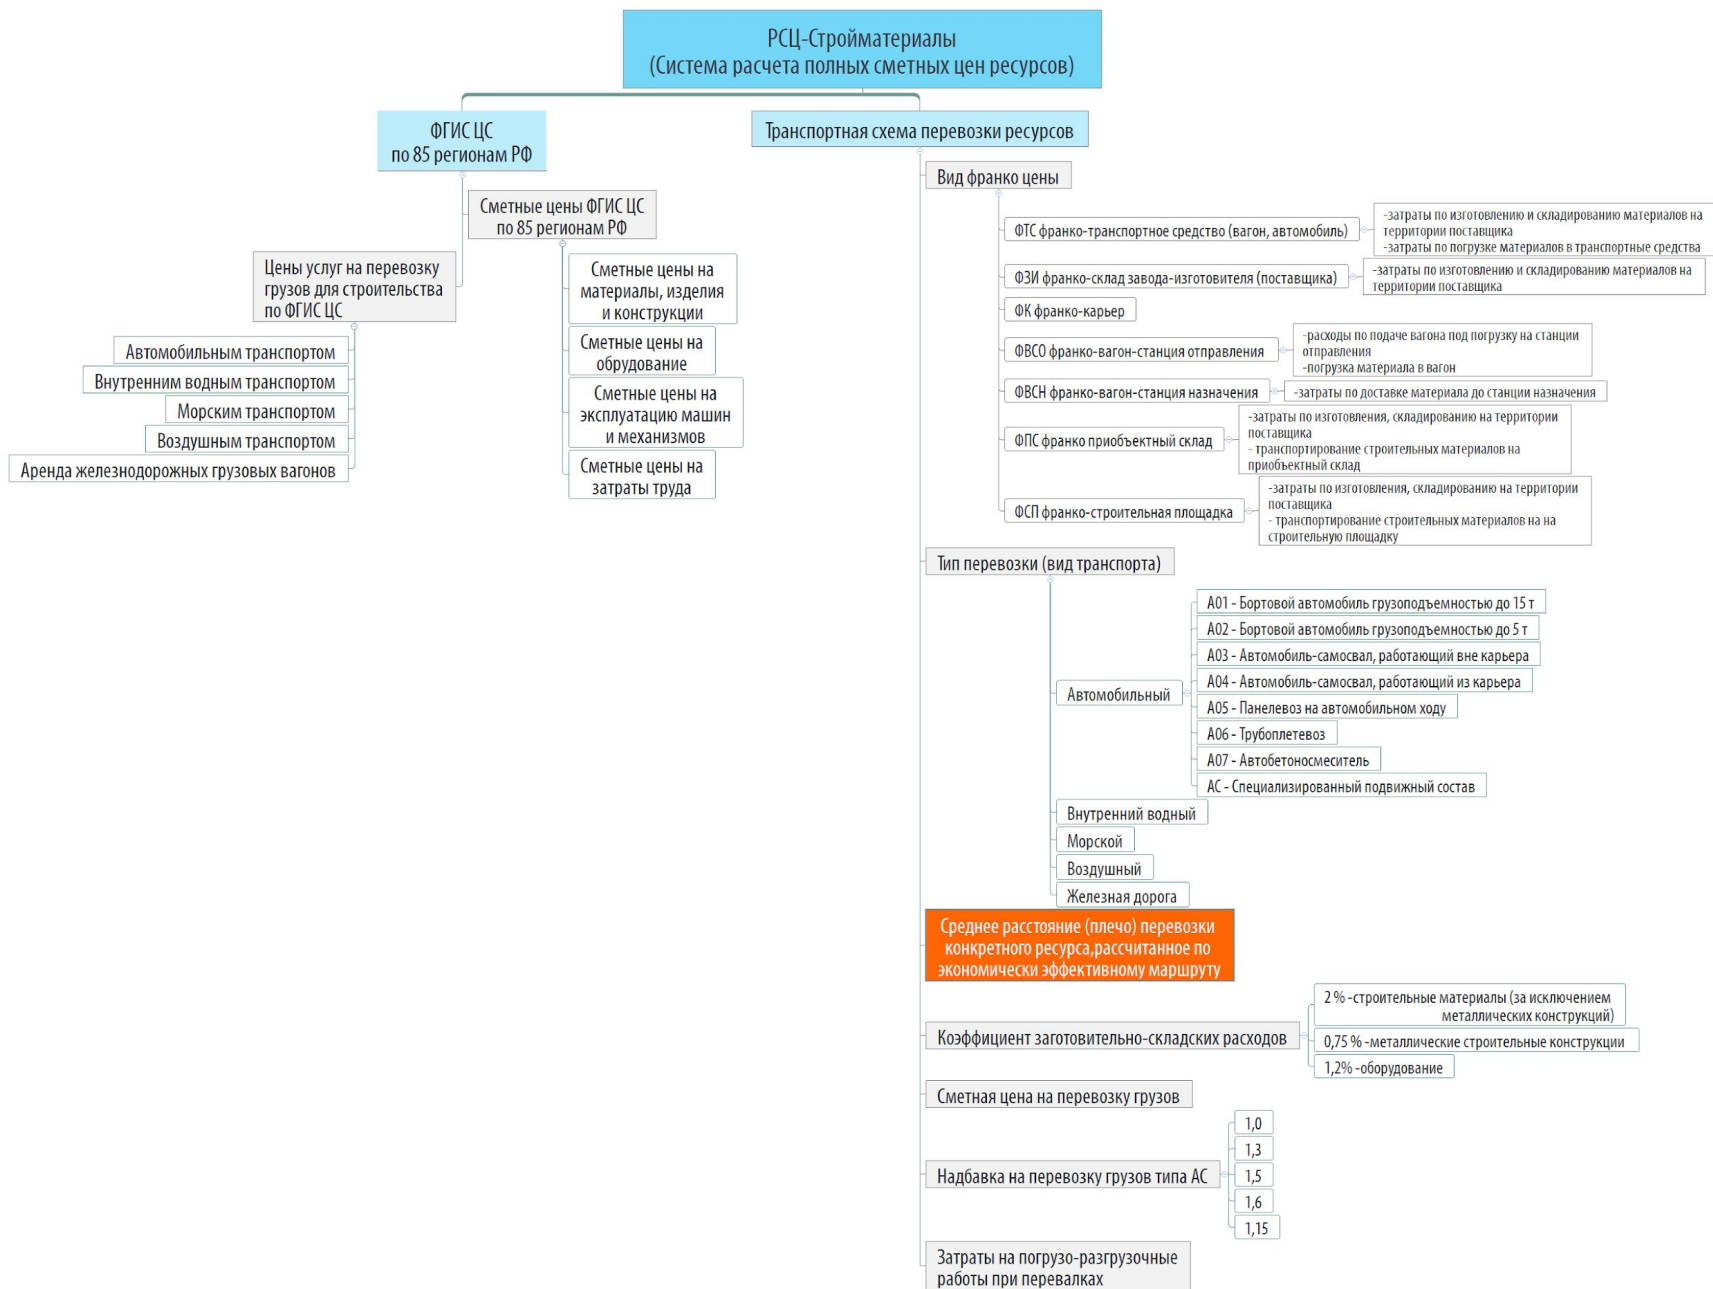 РСЦ-Стройматериалы
(Система расчета полных сметных цен ресурсов)
ФГИС ЦС
по 85 регионам РФ
Сметные цены ФГИС ЦС
по 85 регионам РФ
Сметные цены на
материалы, изделия
и конструкции
Сметные цены на
обрудование
Сметные цены на
эксплуатацию машин
и механизмов
Сметные цены на
затраты труда
Цены услуг на перевозку
грузов для строительства
по ФГИС ЦС
Автомобильным транспортом
Внутренним водным транспортом
Морским транспортом
Воздушным транспортом
Аренда железнодорожных грузовых вагонов
Транспортная схема перевозки ресурсов
Вид франко цены
ФТС франко-транспортное средство (вагон, автомобиль)
-затраты по изготовлению и складированию материалов на
территории поставщика
-затраты по погрузке материалов в транспортные средства
ФЗИ франко-склад завода-изготовителя (поставщика)
-затраты по изготовлению и складированию материалов на
территории поставщика
ФК франко-карьер
ФВСО франко-вагон-станция отправления
-расходы по подаче вагона под погрузку на станции
отправления
-погрузка материала в вагон
ФВСН франко-вагон-станция назначения
-затраты по доставке материала до станции назначения
ФПС франко приобъектный склад
-затраты по изготовления, складированию на территории
поставщика
- транспортирование строительных материалов на
приобъектный склад
ФСП франко-строительная площадка
-затраты по изготовления, складированию на территории
поставщика
- транспортирование строительных материалов на на
строительную площадку
Тип перевозки (вид транспорта)
Автомобильный
А01 - Бортовой автомобиль грузоподъемностью до 15 т
А02 - Бортовой автомобиль грузоподъемностью до 5 т
А03 - Автомобиль-самосвал, работающий вне карьера
А04 - Автомобиль-самосвал, работающий из карьера
А05 - Панелевоз на автомобильном ходу
А06 - Трубоплетевоз
А07 - Автобетоносмеситель
АС - Специализированный подвижный состав
Внутренний водный
Морской
Воздушный
Железная дорога
Среднее расстояние (плечо) перевозки
конкретного ресурса,рассчитанное по
экономически эффективному маршруту
Коэффициент заготовительно-складских расходов
2 % -строительные материалы (за исключением
металлических конструкций)
0,75 % -металлические строительные конструкции
1,2% -оборудование
Сметная цена на перевозку грузов
Надбавка на перевозку грузов типа АС
1,0
1,3
1,5
1,6
1,15
Затраты на погрузо-разгрузочные
работы при перевалках